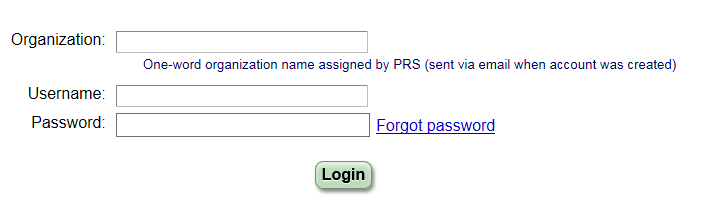 Organization:
One-word organization name assigned by PRS (sent via email when account was created)
Username:
Password: Forgot password
Login